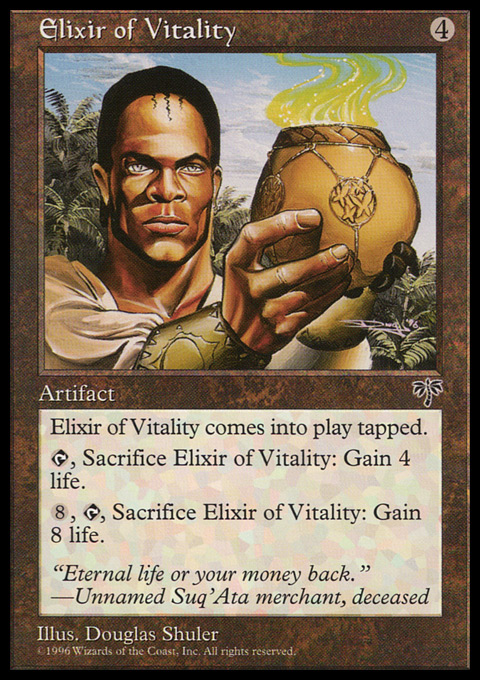 Elixir of Vitality
4
Artifact
Elixir of Vitality comes into play tapped.
, Sacrifice Elixir of Vitality: Gain 4
life.
8, , Sacrifice Elixir of Vitality: Gain
8 life.
“Eternal life or your money back.”
—Unnamed Suq’Ata merchant, deceased
Illus. Douglas Shuler
©1996 Wizards of the Coast, Inc. All rights reserved.